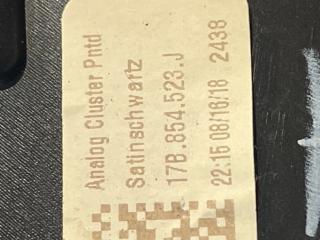 Analog Cluster Pntd
Satinschwartz
17B.854.523.J
22:15 08/16/18 2438